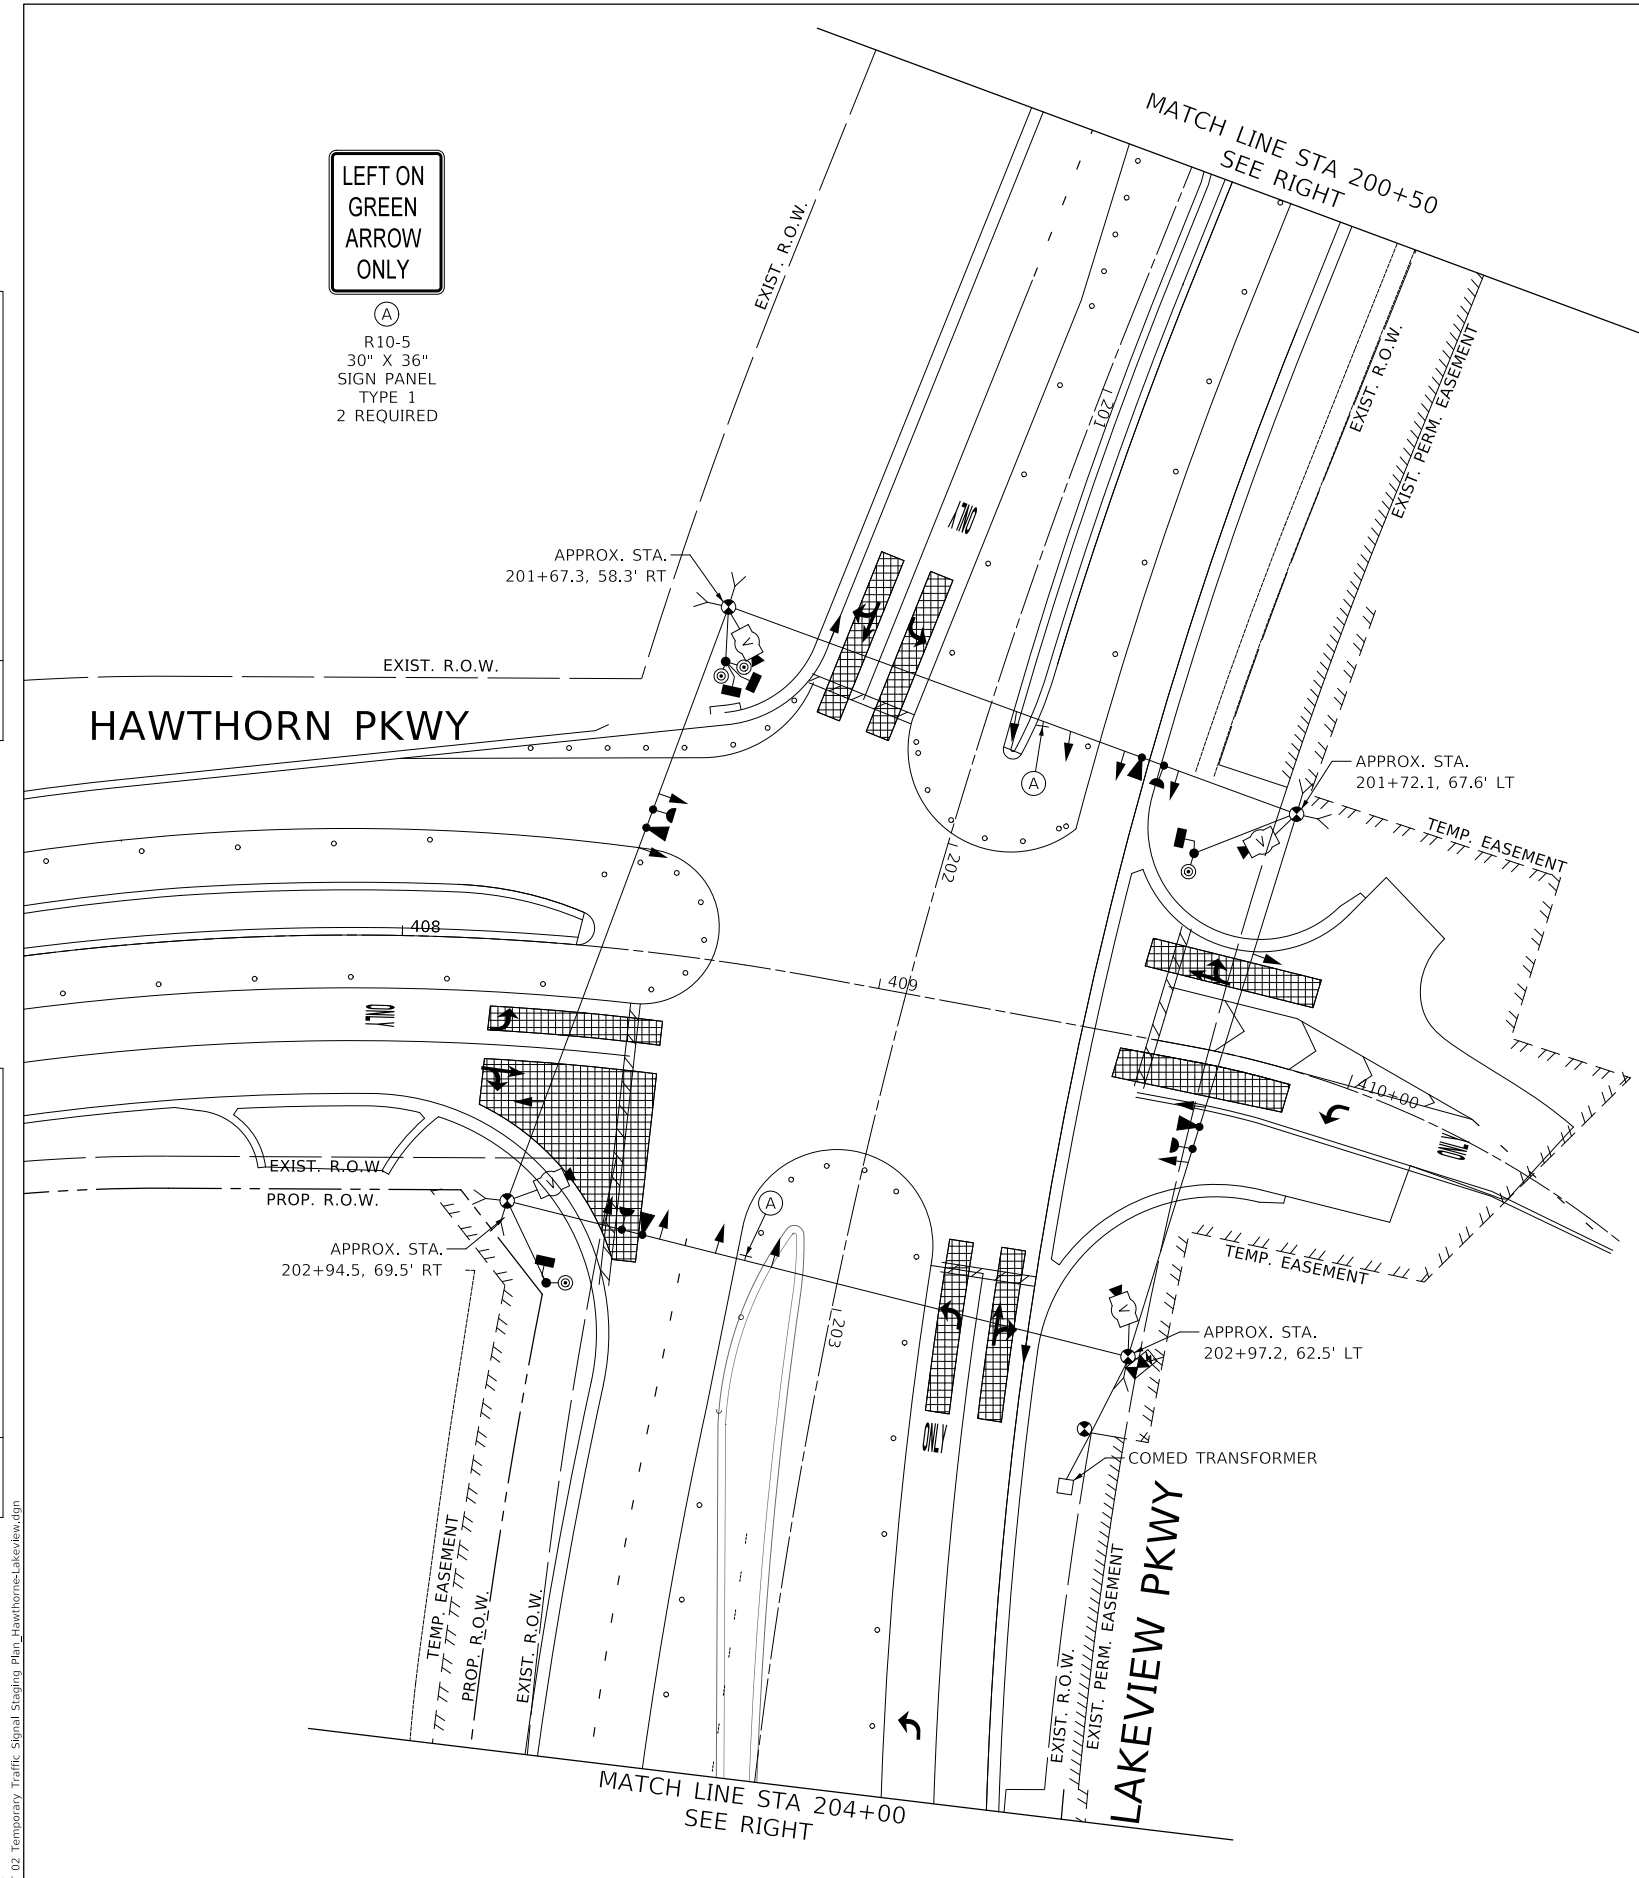 MATCH LINE STA 200+50
SEE RIGHT
LEFT ON
GREEN
ARROW
ONLY
A
R10-5
30" X 36"
SIGN PANEL
TYPE 1
2 REQUIRED
EXIST. R.O.W.
EXIST. R.O.W.
EXIST. PERM. EASEMENT
201
ONLY
APPROX. STA.
201+67.3, 58.3' RT
V
EXIST. R.O.W.
HAWTHORN PKWY
A
APPROX. STA.
201+72.1, 67.6' LT
V
TEMP. EASEMENT
202
408
409
ONLY
410+00
ONLY
EXIST. R.O.W.
PROP. R.O.W.
V
A
APPROX. STA.
202+94.5, 69.5' RT
TEMP. EASEMENT
V
203
APPROX. STA.
202+97.2, 62.5' LT
ONLY
COMED TRANSFORMER
TEMP. EASEMENT
PROP. R.O.W.
EXIST. R.O.W.
EXIST. R.O.W.
EXIST. PERM. EASEMENT
LAKEVIEW PKWY
MATCH LINE STA 204+00
SEE RIGHT
02 Temporary Traffic Signal Staging Plan_Hawthorne-Lakeview.dgn